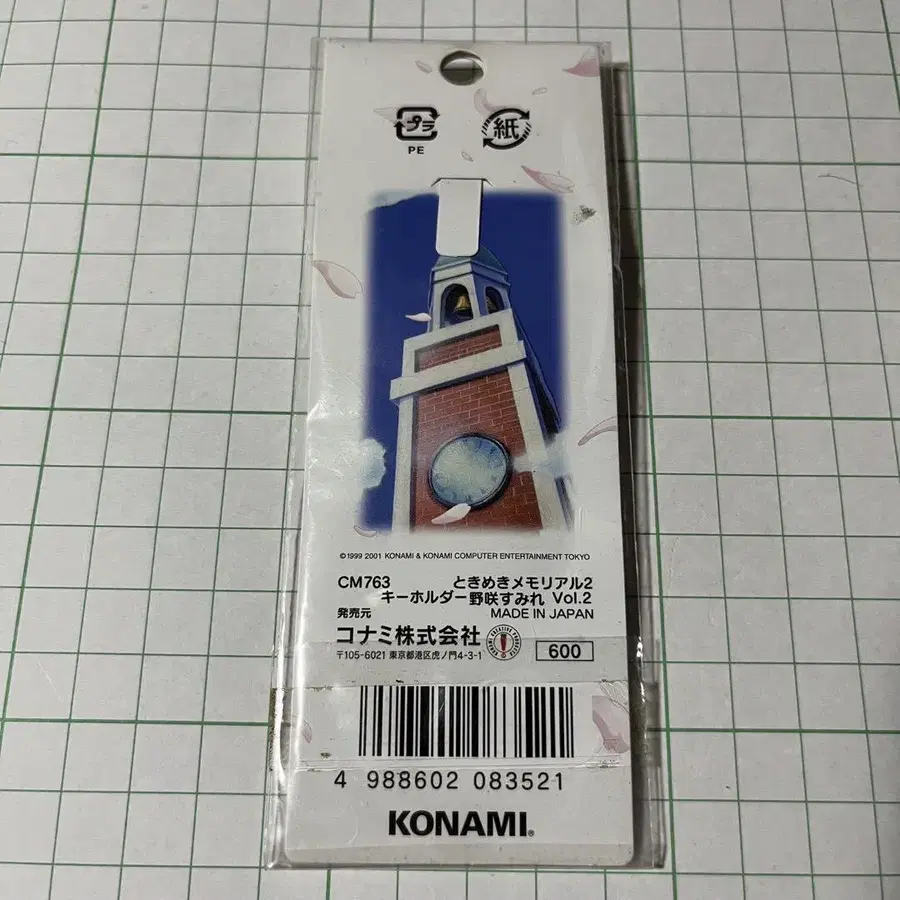 プラ
PE
紙
©1999 2001 KONAMI & KONAMI COMPUTER ENTERTAINMENT TOKYO
CM763 ときめきメモリアル2
キーホルダー野咲すみれ Vol.2
発売元 MADE IN JAPAN
コナミ株式会社
〒105-6021 東京都港区虎ノ門4-3-1
600
4 988602 083521
KONAMI®